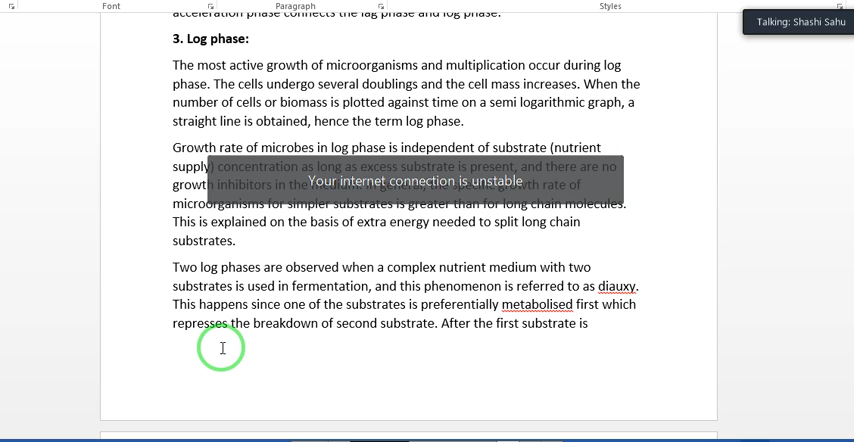 Font Paragraph Styles
Talking: Shashi Sahu
acceleration phase connects the lag phase and log phase.
3. Log phase:
The most active growth of microorganisms and multiplication occur during log
phase. The cells undergo several doublings and the cell mass increases. When the
number of cells or biomass is plotted against time on a semi logarithmic graph, a
straight line is obtained, hence the term log phase.
Growth rate of microbes in log phase is independent of substrate (nutrient
supply) concentration as long as excess substrate is present, and there are no
growth inhibitors in the medium. In general, the specific growth rate of
Your internet connection is unstable
microorganisms for simpler substrates is greater than for long chain molecules.
This is explained on the basis of extra energy needed to split long chain
substrates.
Two log phases are observed when a complex nutrient medium with two
substrates is used in fermentation, and this phenomenon is referred to as diauxy.
This happens since one of the substrates is preferentially metabolised first which
represses the breakdown of second substrate. After the first substrate is